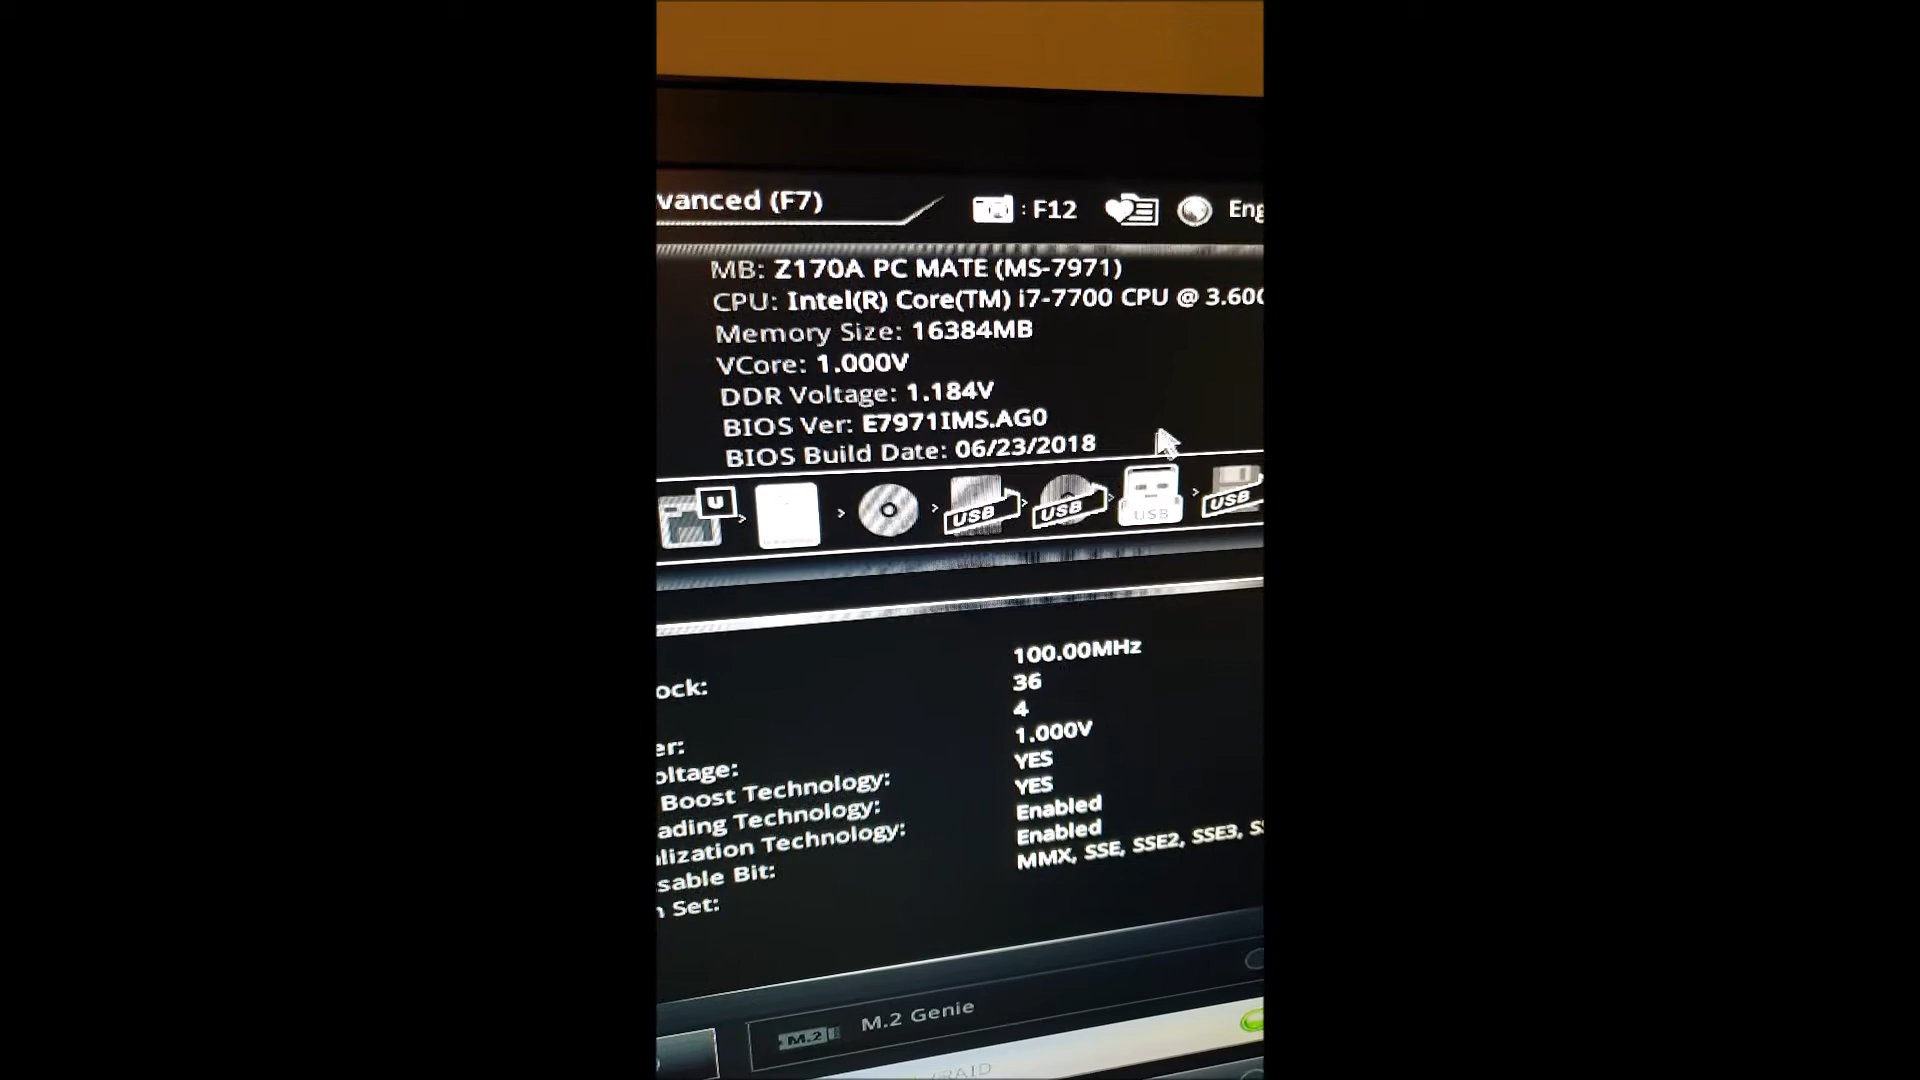 vanced (F7)
: F12
Eng
MB: Z170A PC MATE (MS-7971)
CPU: Intel(R) Core(TM) i7-7700 CPU @ 3.60G
Memory Size: 16384MB
VCore: 1.000V
DDR Voltage: 1.184V
BIOS Ver: E7971IMS.AG0
BIOS Build Date: 06/23/2018
U
USB
USB
USB
USB
100.00MHz
ock: 36
4
er: 1.000V
oltage: YES
Boost Technology: YES
ading Technology: Enabled
lization Technology: Enabled
sable Bit: MMX, SSE, SSE2, SSE3, S
n Set:
M.2
M.2 Genie
/RAID